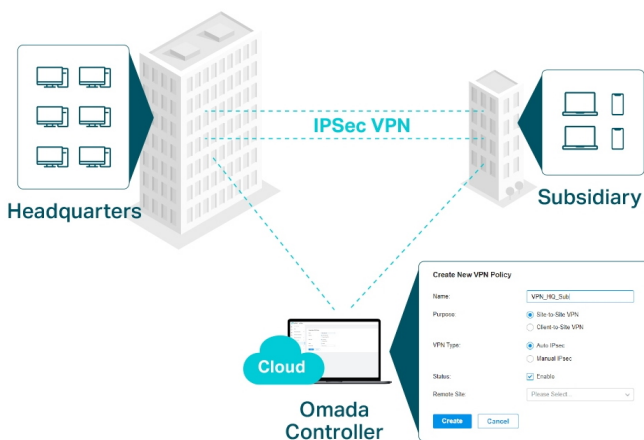 IPSec VPN
Headquarters
Subsidiary
Cloud
Omada
Controller
Create New VPN Policy
Name:
VPN_HQ_Sub
Purpose:
Site-to-Site VPN
Client-to-Site VPN
VPN Type:
Auto IPsec
Manual IPsec
Status:
Enable
Remote Site
Please Select...
Create
Cancel